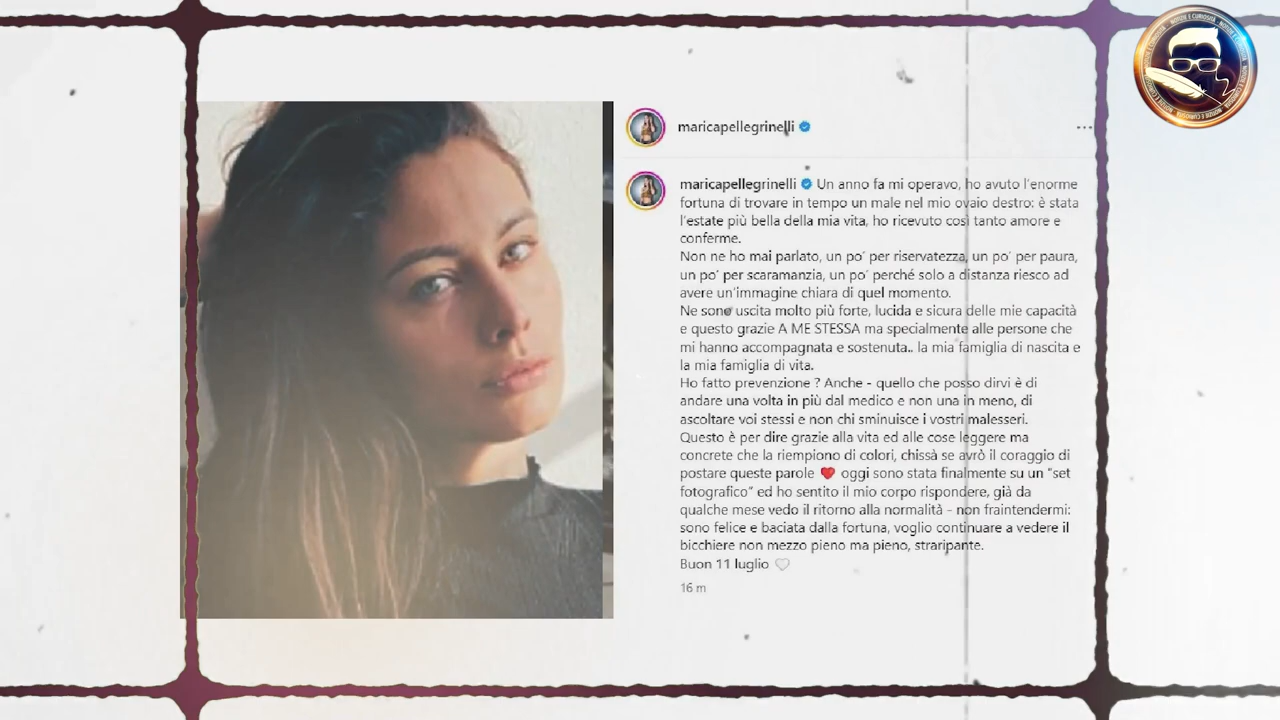 NOTIZIE E CURIOSITÀ
maricapellegrinelli
maricapellegrinelli Un anno fa mi operavo, ho avuto l'enorme
fortuna di trovare in tempo un male nel mio ovaio destro: è stata
l'estate più bella della mia vita, ho ricevuto così tanto amore e
conferme.
Non ne ho mai parlato, un po' per riservatezza, un po' per paura,
un po' per scaramanzia, un po' perché solo a distanza riesco ad
avere un'immagine chiara di quel momento.
Ne sono uscita molto più forte, lucida e sicura delle mie capacità
e questo grazie A ME STESSA ma specialmente alle persone che
mi hanno accompagnata e sostenuta.. la mia famiglia di nascita e
la mia famiglia di vita.
Ho fatto prevenzione ? Anche - quello che posso dirvi è di
andare una volta in più dal medico e non una in meno, di
ascoltare voi stessi e non chi sminuisce i vostri malesseri.
Questo è per dire grazie alla vita ed alle cose leggere ma
concrete che la riempiono di colori, chissà se avrò il coraggio di
postare queste parole ❤️ oggi sono stata finalmente su un "set
fotografico" ed ho sentito il mio corpo rispondere, già da
qualche mese vedo il ritorno alla normalità - non fraintendermi:
sono felice e baciata dalla fortuna, voglio continuare a vedere il
bicchiere non mezzo pieno ma pieno, straripante.
Buon 11 luglio 🤍
16 m